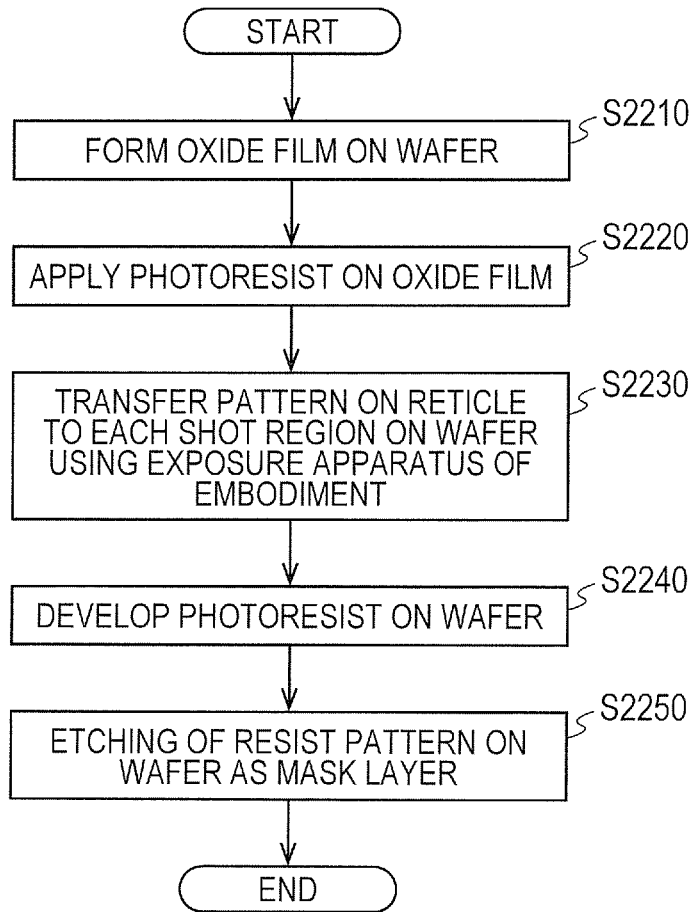 START
S2210
FORM OXIDE FILM ON WAFER
S2220
APPLY PHOTORESIST ON OXIDE FILM
S2230
TRANSFER PATTERN ON RETICLE
TO EACH SHOT REGION ON WAFER
USING EXPOSURE APPARATUS OF
EMBODIMENT
S2240
DEVELOP PHOTORESIST ON WAFER
S2250
ETCHING OF RESIST PATTERN ON
WAFER AS MASK LAYER
END